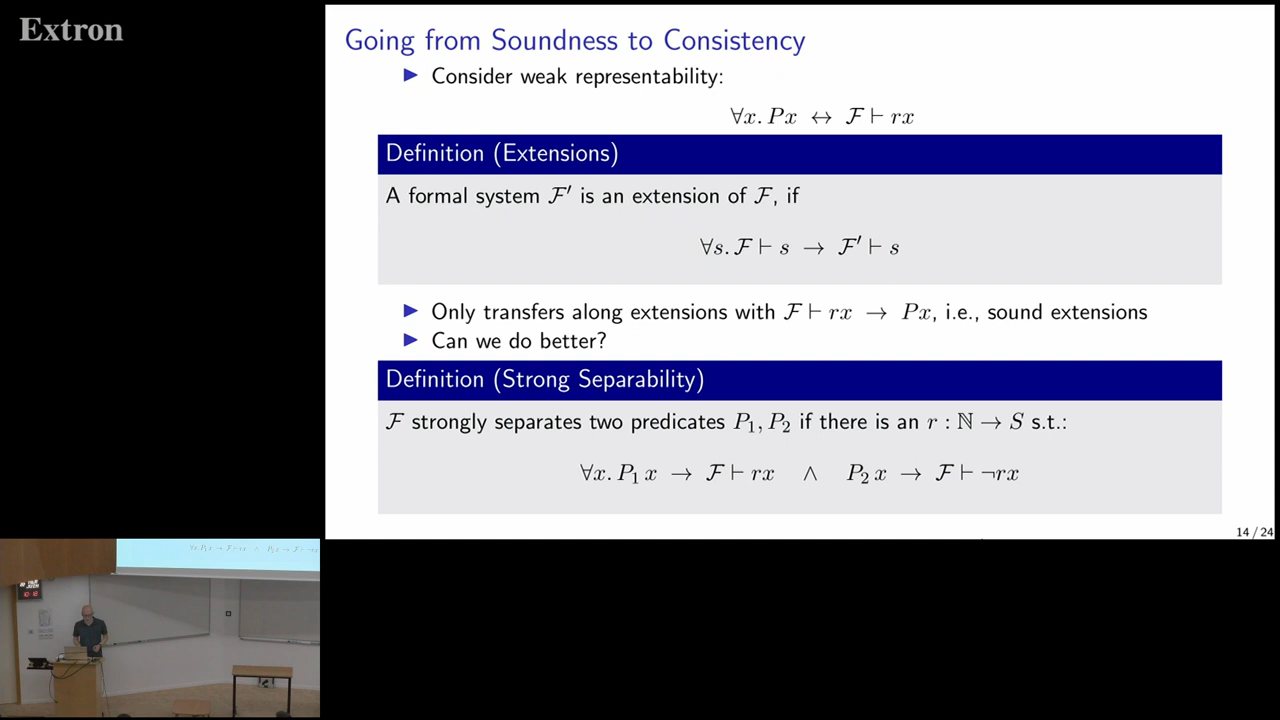 Extron
Going from Soundness to Consistency
▶ Consider weak representability:
∀x. Px ↔ ℱ ⊢ rx
Definition (Extensions)
A formal system ℱ′ is an extension of ℱ, if
∀s. ℱ ⊢ s → ℱ′ ⊢ s
▶ Only transfers along extensions with ℱ ⊢ rx → Px, i.e., sound extensions
▶ Can we do better?
Definition (Strong Separability)
ℱ strongly separates two predicates P₁, P₂ if there is an r : ℕ → S s.t.:
∀x. P₁ x → ℱ ⊢ rx ∧ P₂ x → ℱ ⊢ ¬rx
14 / 24